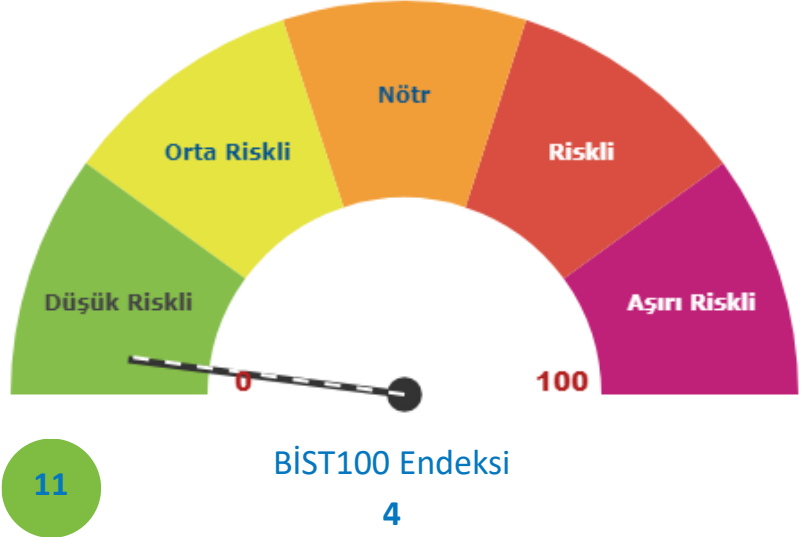 Nötr
Orta Riskli
Riskli
Düşük Riskli
Aşırı Riskli
0
100
BİST100 Endeksi
11
4